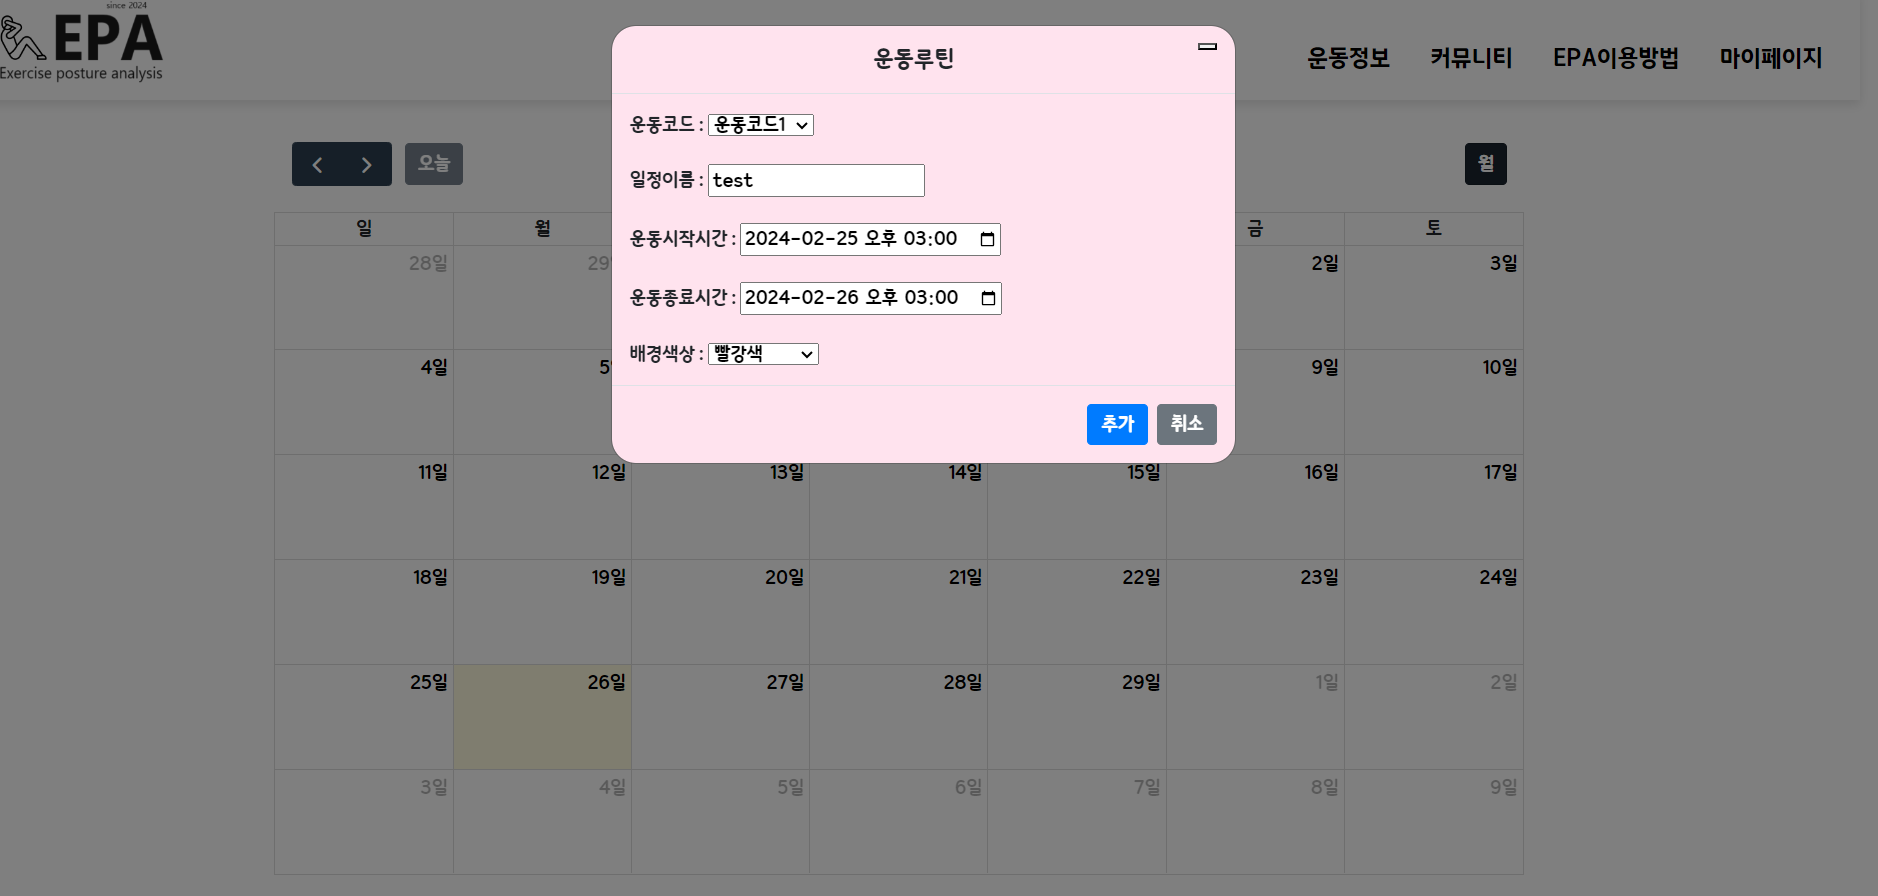 since 2024
EPA
Exercise posture analysis
운동정보 커뮤니티 EPA이용방법 마이페이지
운동루틴
운동코드 : 운동코드1
일정이름 : test
운동시작시간 : 2024-02-25 오후 03:00
운동종료시간 : 2024-02-26 오후 03:00
배경색상 : 빨강색
추가 취소
오늘 월
일 월 금 토
28일 29 2일 3일
4일 5 9일 10일
11일 12일 13일 14일 15일 16일 17일
18일 19일 20일 21일 22일 23일 24일
25일 26일 27일 28일 29일 1일 2일
3일 4일 5일 6일 7일 8일 9일